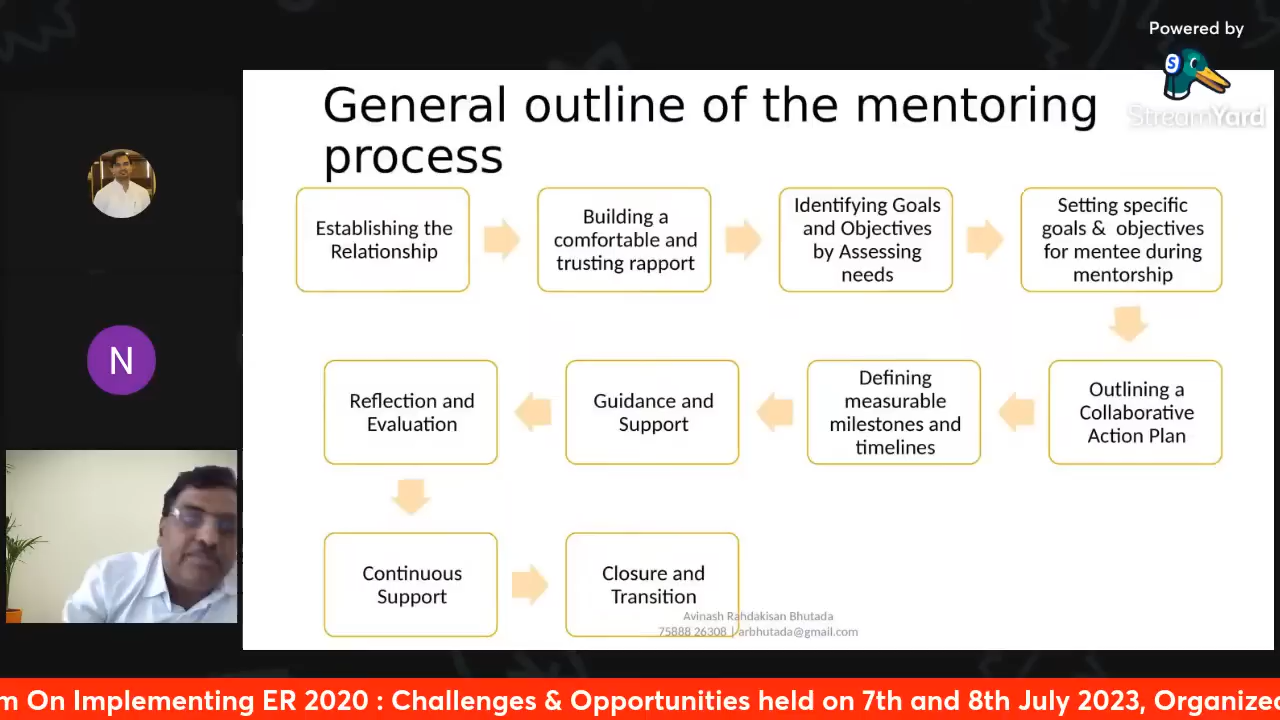 Powered by
StreamYard
General outline of the mentoring
process
Establishing the
Relationship
Building a
comfortable and
trusting rapport
Identifying Goals
and Objectives
by Assessing
needs
Setting specific
goals & objectives
for mentee during
mentorship
Outlining a
Collaborative
Action Plan
Defining
measurable
milestones and
timelines
Guidance and
Support
Reflection and
Evaluation
Continuous
Support
Closure and
Transition
Avinash Rahdakisan Bhutada
75888 26308 | arbhutada@gmail.com
N
m On Implementing ER 2020 : Challenges & Opportunities held on 7th and 8th July 2023, Organized